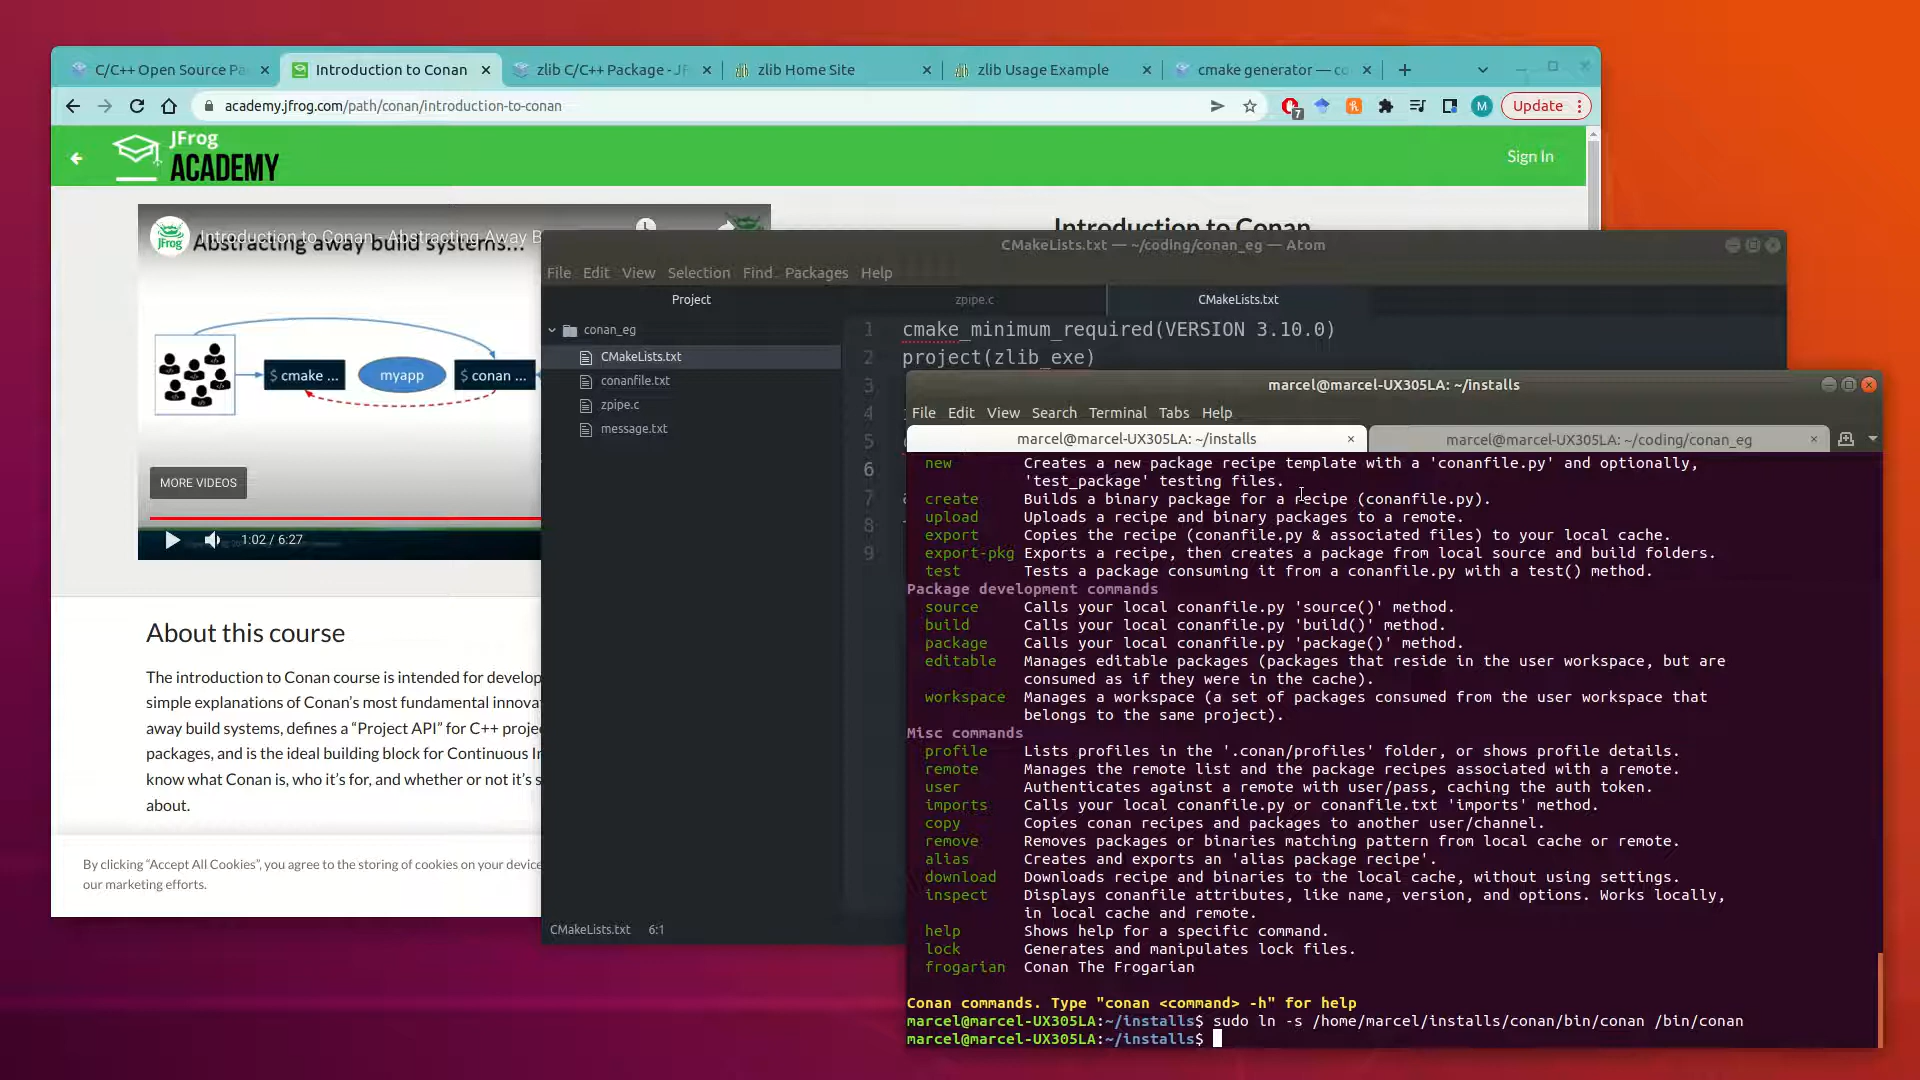 C/C++ Open Source Pa
Introduction to Conan
zlib C/C++ Package - JF
zlib Home Site
zlib Usage Example
cmake generator — co
academy.jfrog.com/path/conan/introduction-to-conan
7
M
Update
JFrog
ACADEMY
Sign In
JFrog
Introduction to Conan - Abstracting Away B
Abstracting away build systems...
Introduction to Conan
$ cmake ...
myapp
$ conan ...
MORE VIDEOS
1:02 / 6:27
About this course
The introduction to Conan course is intended for develop
simple explanations of Conan's most fundamental innova
away build systems, defines a “Project API” for C++ proje
packages, and is the ideal building block for Continuous In
know what Conan is, who it's for, and whether or not it's s
about.
By clicking “Accept All Cookies”, you agree to the storing of cookies on your device
our marketing efforts.
CMakeLists.txt — ~/coding/conan_eg — Atom
File Edit View Selection Find Packages Help
Project
zpipe.c
CMakeLists.txt
conan_eg
CMakeLists.txt
conanfile.txt
zpipe.c
message.txt
1 cmake_minimum_required(VERSION 3.10.0)
2 project(zlib_exe)
3
4
5
6
7
8
9
CMakeLists.txt 6:1
marcel@marcel-UX305LA: ~/installs
File Edit View Search Terminal Tabs Help
marcel@marcel-UX305LA: ~/installs
marcel@marcel-UX305LA: ~/coding/conan_eg
new Creates a new package recipe template with a 'conanfile.py' and optionally,
'test_package' testing files.
create Builds a binary package for a recipe (conanfile.py).
upload Uploads a recipe and binary packages to a remote.
export Copies the recipe (conanfile.py & associated files) to your local cache.
export-pkg Exports a recipe, then creates a package from local source and build folders.
test Tests a package consuming it from a conanfile.py with a test() method.
Package development commands
source Calls your local conanfile.py 'source()' method.
build Calls your local conanfile.py 'build()' method.
package Calls your local conanfile.py 'package()' method.
editable Manages editable packages (packages that reside in the user workspace, but are
consumed as if they were in the cache).
workspace Manages a workspace (a set of packages consumed from the user workspace that
belongs to the same project).
Misc commands
profile Lists profiles in the '.conan/profiles' folder, or shows profile details.
remote Manages the remote list and the package recipes associated with a remote.
user Authenticates against a remote with user/pass, caching the auth token.
imports Calls your local conanfile.py or conanfile.txt 'imports' method.
copy Copies conan recipes and packages to another user/channel.
remove Removes packages or binaries matching pattern from local cache or remote.
alias Creates and exports an 'alias package recipe'.
download Downloads recipe and binaries to the local cache, without using settings.
inspect Displays conanfile attributes, like name, version, and options. Works locally,
in local cache and remote.
help Shows help for a specific command.
lock Generates and manipulates lock files.
frogarian Conan The Frogarian
Conan commands. Type "conan <command> -h" for help
marcel@marcel-UX305LA:~/installs$ sudo ln -s /home/marcel/installs/conan/bin/conan /bin/conan
marcel@marcel-UX305LA:~/installs$